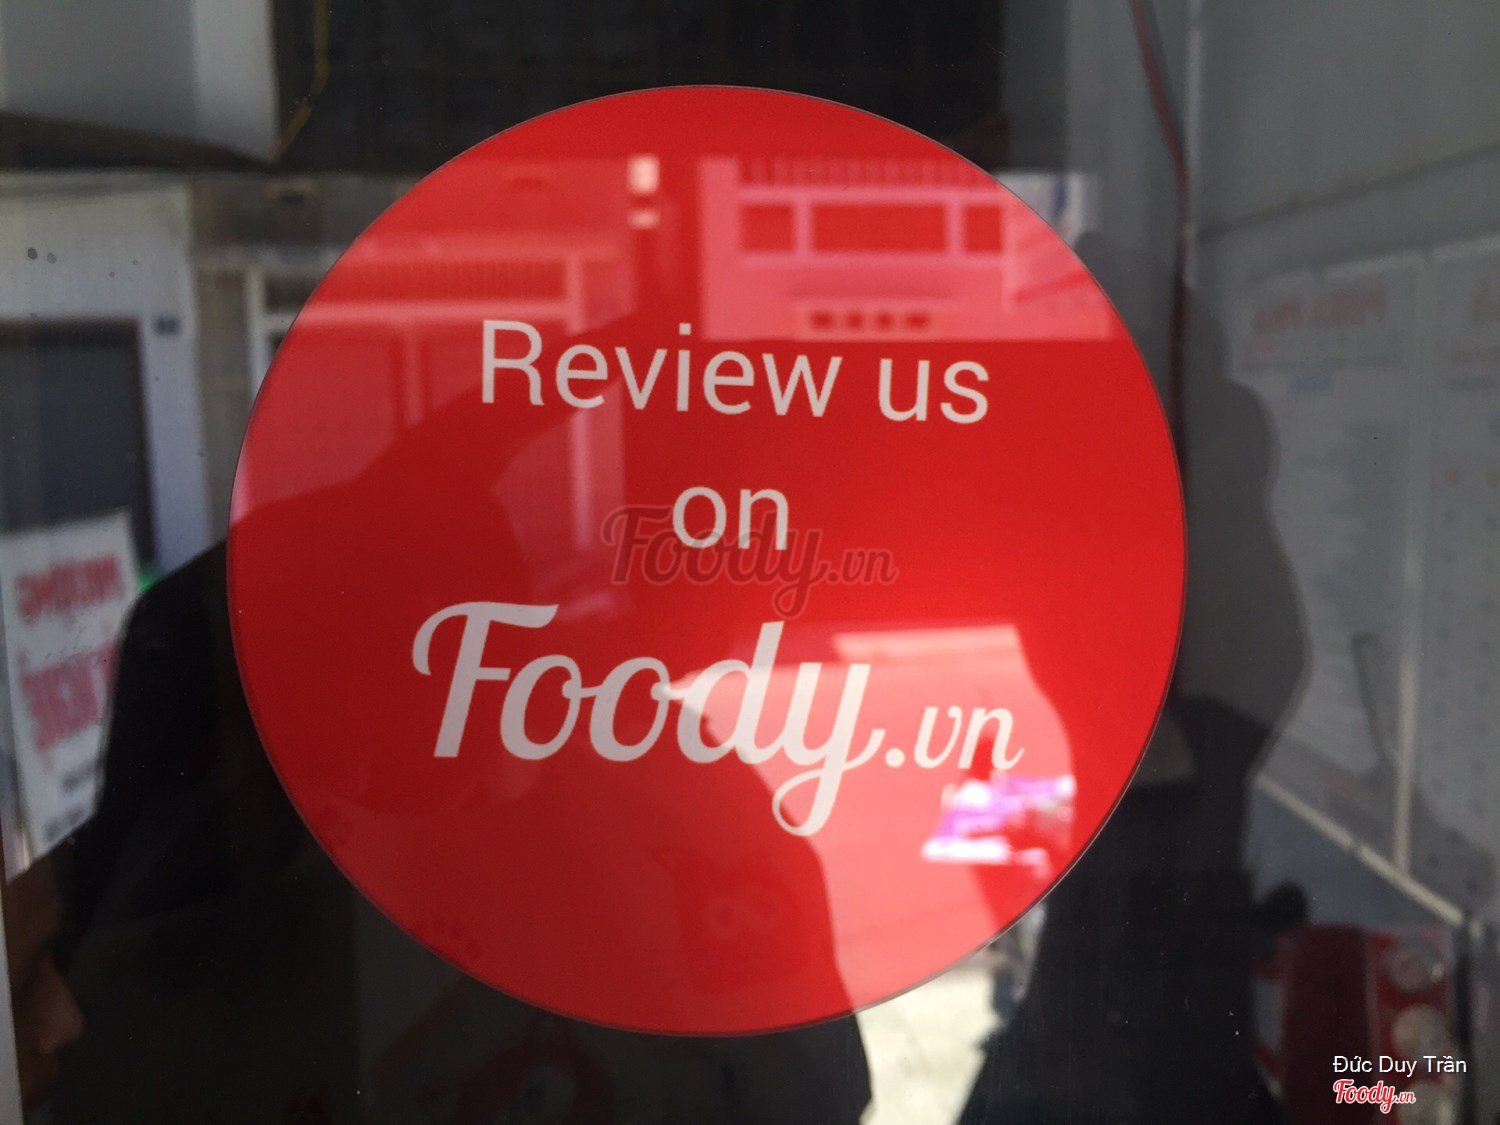 Review us
on
Foody.vn
Foody.vn
Đức Duy Trần
Foody.vn